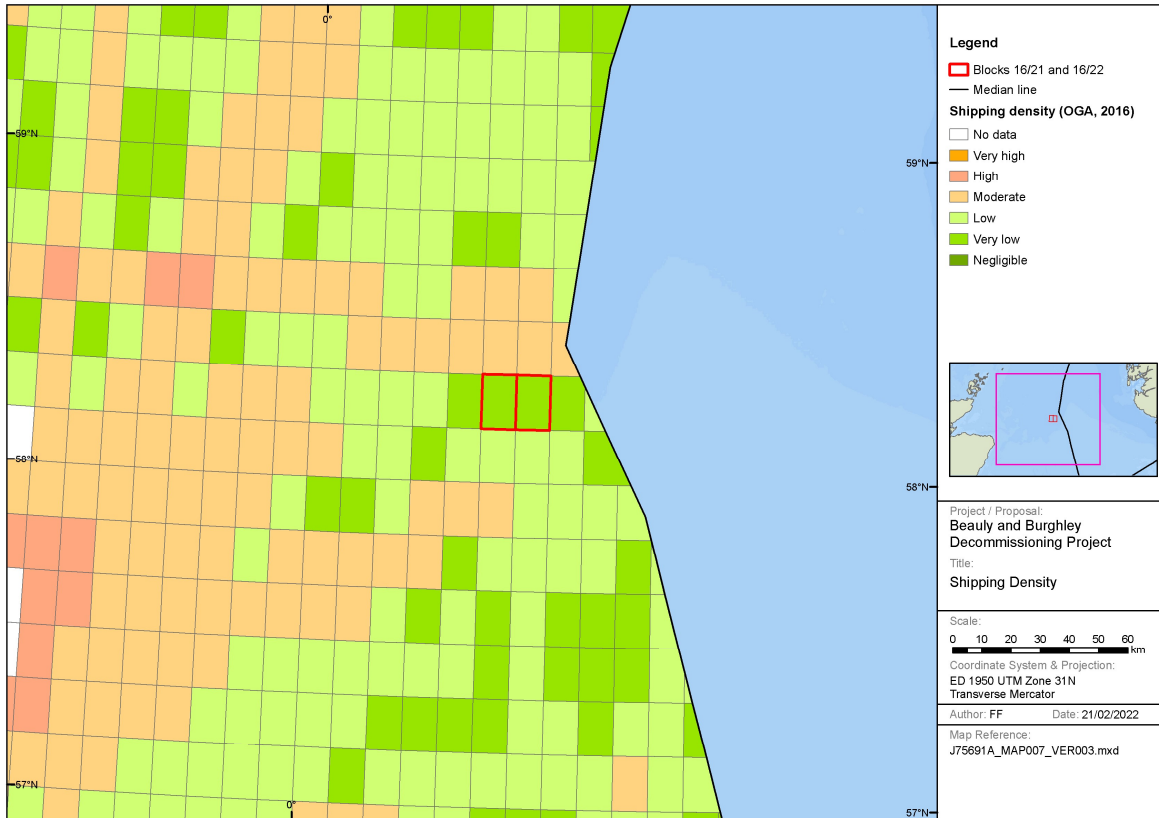 0°
59°N
59°N
58°N
58°N
57°N
0°
57°N
Legend
Blocks 16/21 and 16/22
Median line
Shipping density (OGA, 2016)
No data
Very high
High
Moderate
Low
Very low
Negligible
Project / Proposal:
Beauly and Burghley
Decommissioning Project
Title:
Shipping Density
Scale:
0 10 20 30 40 50 60
km
Coordinate System & Projection:
ED 1950 UTM Zone 31N
Transverse Mercator
Author: FF Date: 21/02/2022
Map Reference:
J75691A_MAP007_VER003.mxd